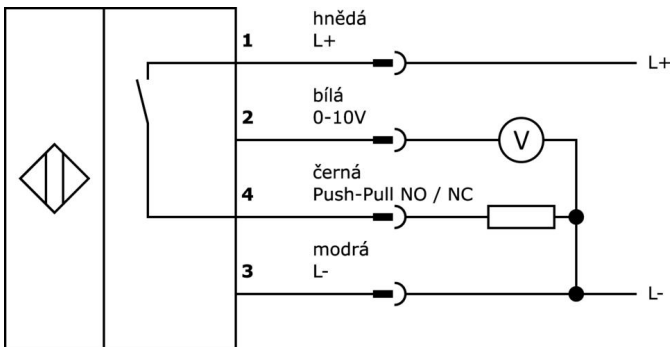 hnědá
1 L+ L+
bílá
2 0-10V
V
černá
4 Push-Pull NO / NC
modrá
3 L- L-